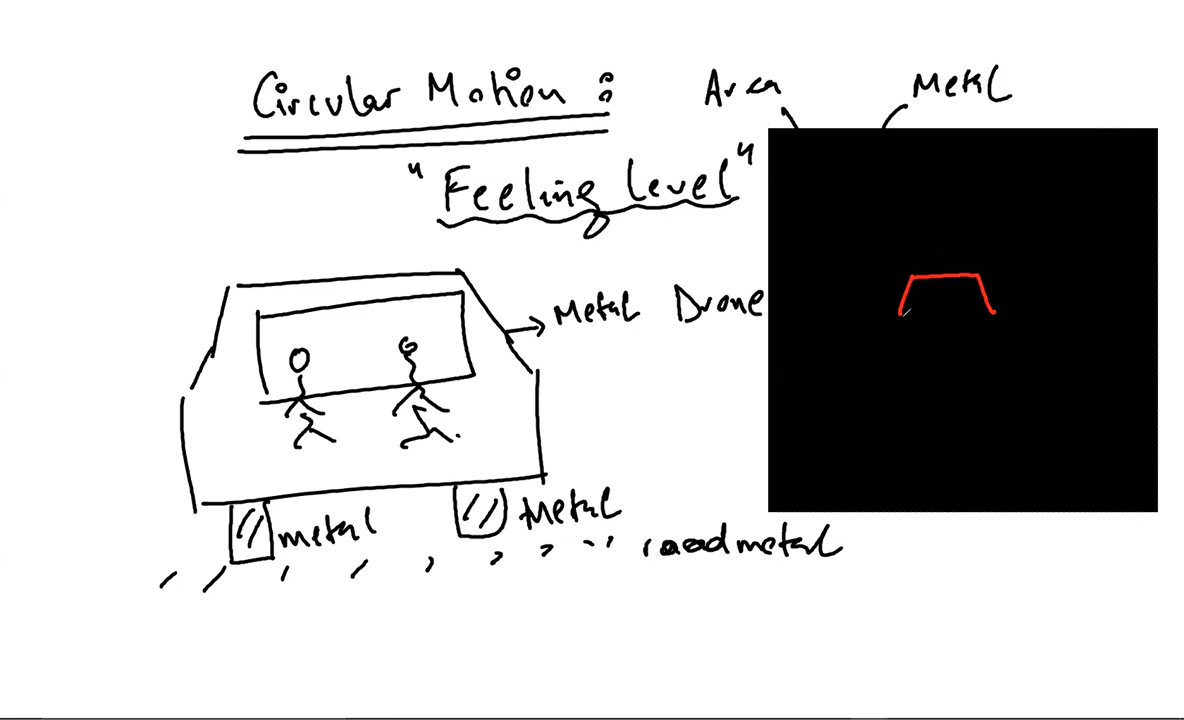 Circular Motion :
Area
Metal
"Feeling level"
Metal Drone
metal
Metal
roadmetal